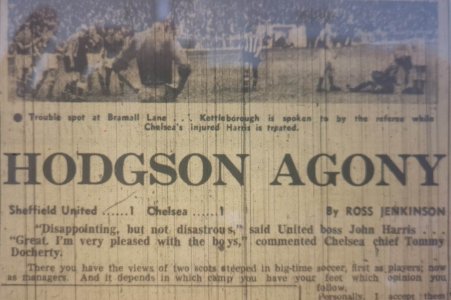 ● Trouble spot at Bramall Lane . . . Kettleborough is spoken to by the referee while
Chelsea's injured Harris is treated.
HODGSON AGONY
Sheffield United ......1 Chelsea ......1 By ROSS JENKINSON
"Disappointing, but not disastrous," said United boss John Harris . . .
"Great. I'm very pleased with the boys," commented Chelsea chief Tommy
Docherty.
There you have the views of two scots steeped in big-time soccer, first as players; now
as managers. And it depends in which camp you have your feet which opinion you
follow.
Personally accept them